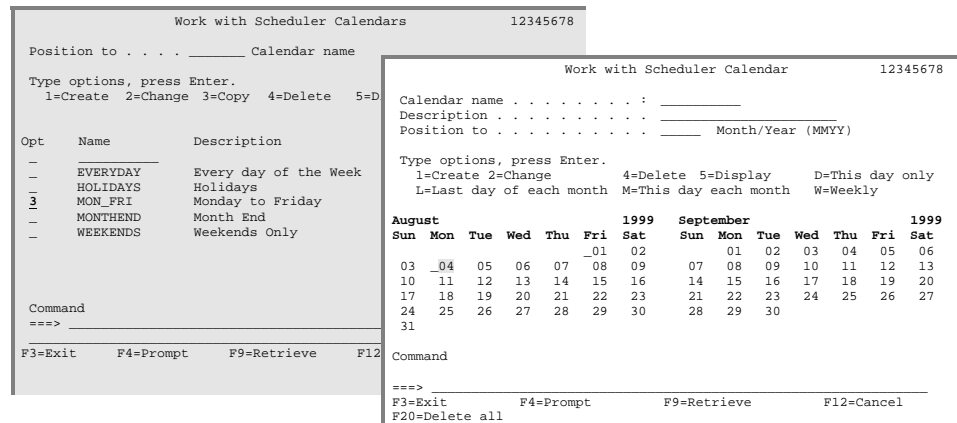 Work with Scheduler Calendars 12345678
Position to . . . . _______ Calendar name
Type options, press Enter.
1=Create 2=Change 3=Copy 4=Delete 5=D
Opt Name Description
_ __________
_ EVERYDAY Every day of the Week
_ HOLIDAYS Holidays
3 MON_FRI Monday to Friday
_ MONTHEND Month End
_ WEEKENDS Weekends Only
Command
===> ________________________________
F3=Exit F4=Prompt F9=Retrieve F12
Work with Scheduler Calendar 12345678
Calendar name . . . . . . . . : __________
Description . . . . . . . . . . ______________________
Position to . . . . . . . . . . _____ Month/Year (MMYY)
Type options, press Enter.
1=Create 2=Change 4=Delete 5=Display D=This day only
L=Last day of each month M=This day each month W=Weekly
August 1999 September 1999
Sun Mon Tue Wed Thu Fri Sat Sun Mon Tue Wed Thu Fri Sat
_01 02 01 02 03 04 05 06
03 _04 05 06 07 08 09 07 08 09 10 11 12 13
10 11 12 13 14 15 16 14 15 16 17 18 19 20
17 18 19 20 21 22 23 21 22 23 24 25 26 27
24 25 26 27 28 29 30 28 29 30
31
Command
===> ______________________________________________________________
F3=Exit F4=Prompt F9=Retrieve F12=Cancel
F20=Delete all